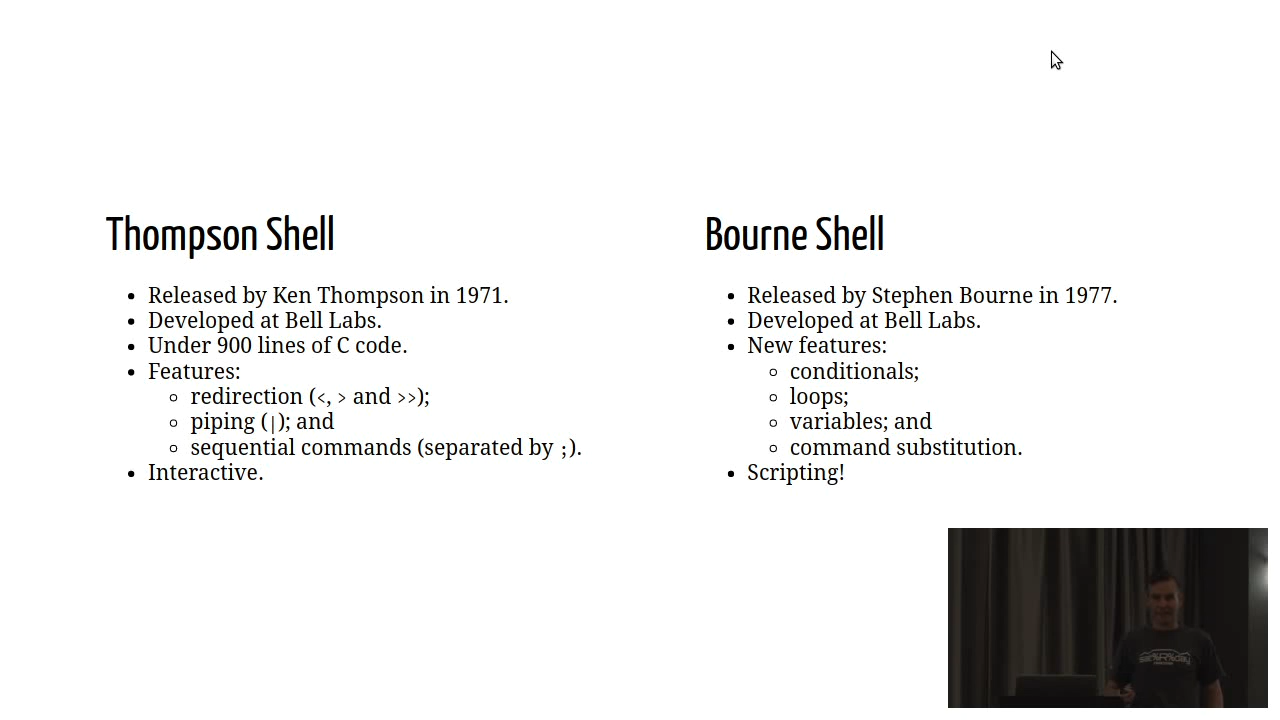 Thompson Shell
Released by Ken Thompson in 1971.
Developed at Bell Labs.
Under 900 lines of C code.
Features:
redirection (<, > and >>);
piping (|); and
sequential commands (separated by ;).
Interactive.
Bourne Shell
Released by Stephen Bourne in 1977.
Developed at Bell Labs.
New features:
conditionals;
loops;
variables; and
command substitution.
Scripting!